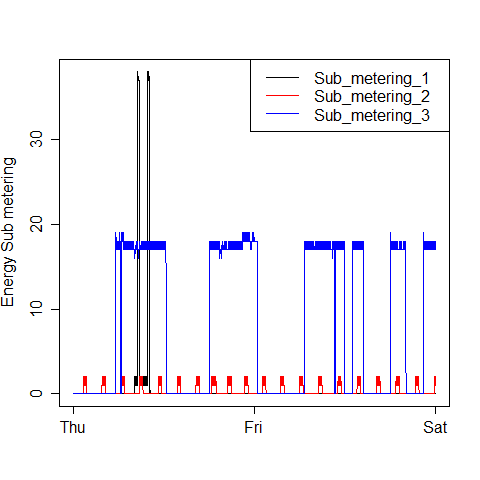 Sub_metering_1
Sub_metering_2
Sub_metering_3
Energy Sub metering
30
20
10
0
Thu Fri Sat